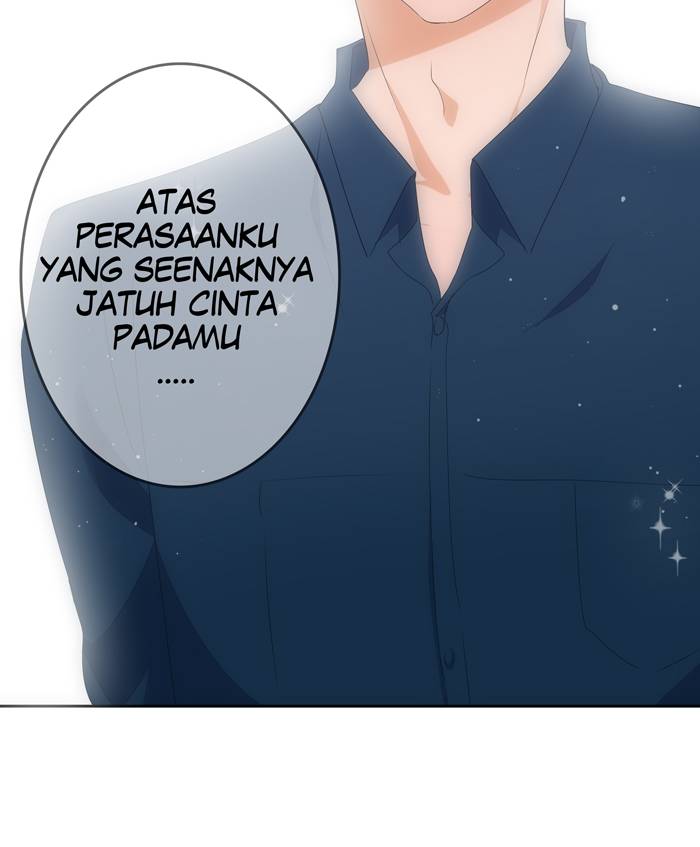 ATAS
PERASAANKU
YANG SEENAKNYA
JATUH CINTA
PADAMU
.....